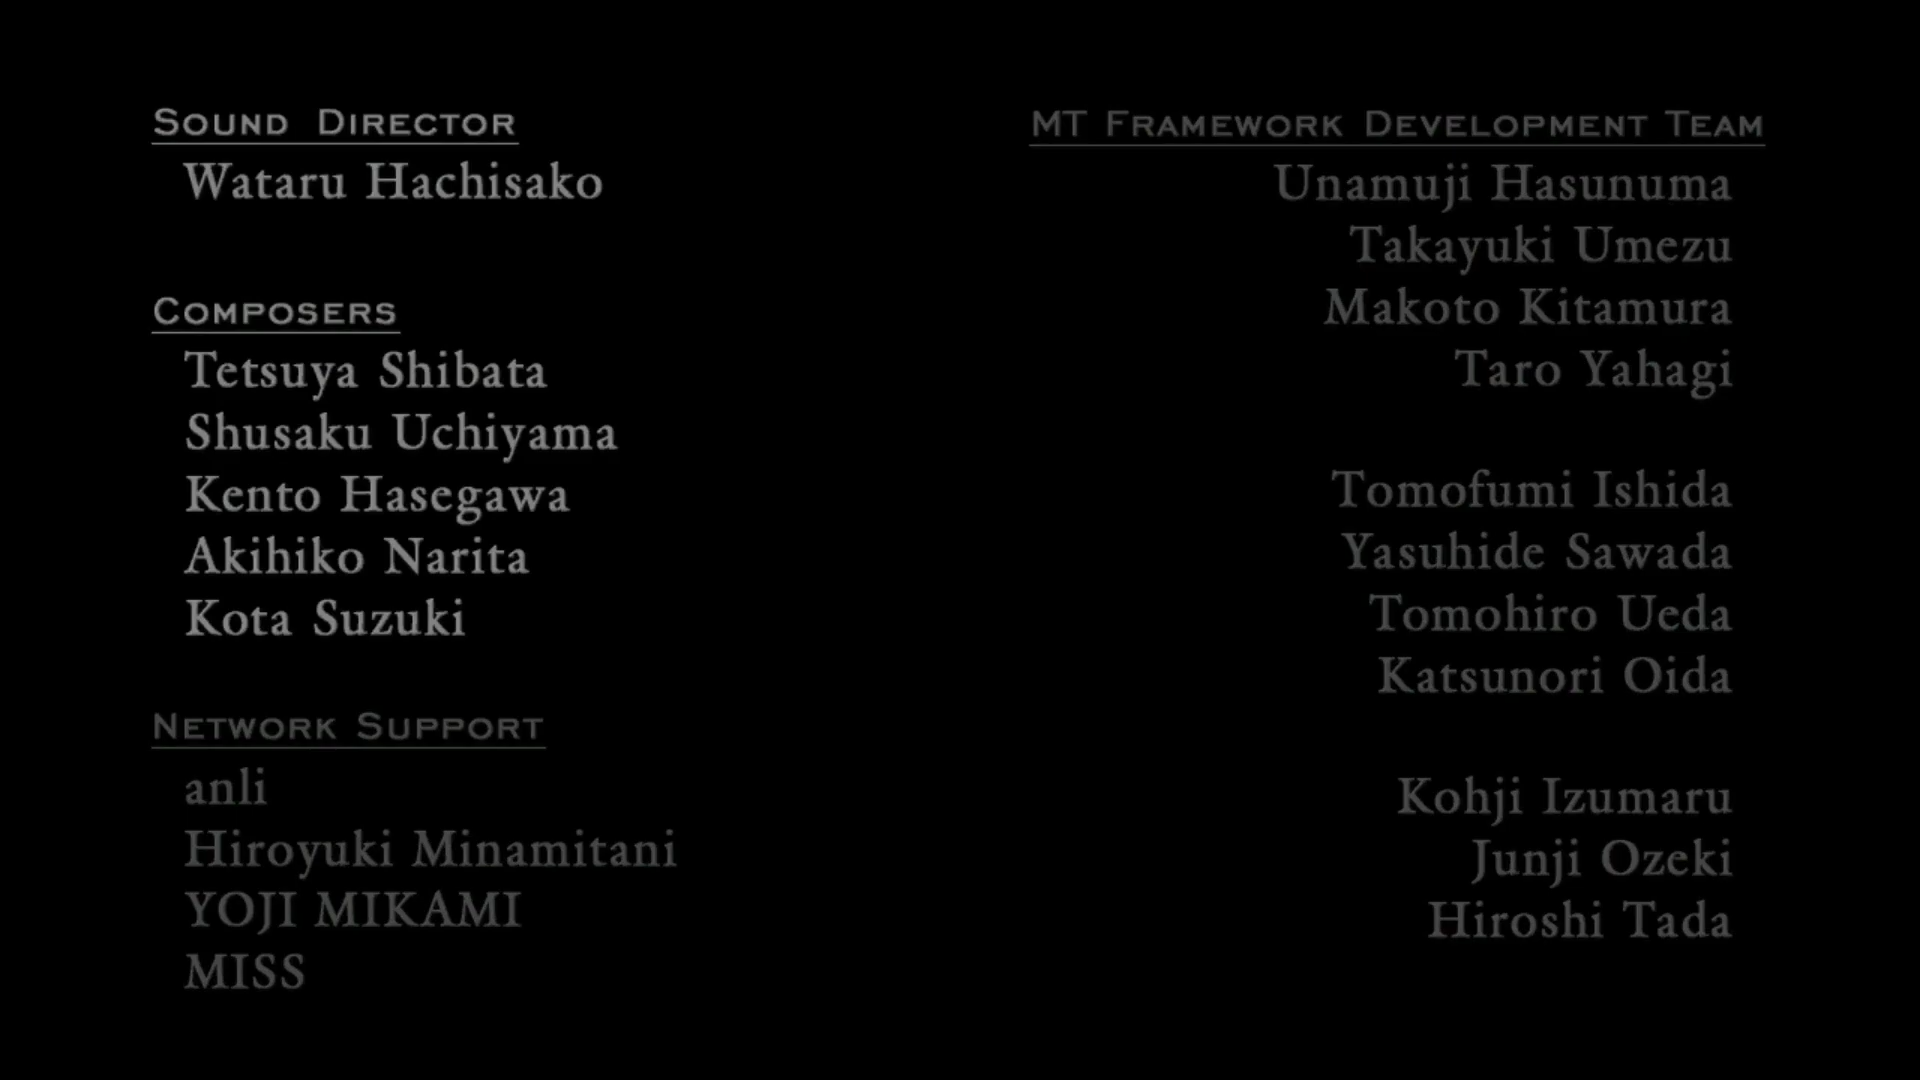 Sound Director
Wataru Hachisako
Composers
Tetsuya Shibata
Shusaku Uchiyama
Kento Hasegawa
Akihiko Narita
Kota Suzuki
Network Support
anli
Hiroyuki Minamitani
YOJI MIKAMI
MISS
MT Framework Development Team
Unamuji Hasunuma
Takayuki Umezu
Makoto Kitamura
Taro Yahagi
Tomofumi Ishida
Yasuhide Sawada
Tomohiro Ueda
Katsunori Oida
Kohji Izumaru
Junji Ozeki
Hiroshi Tada